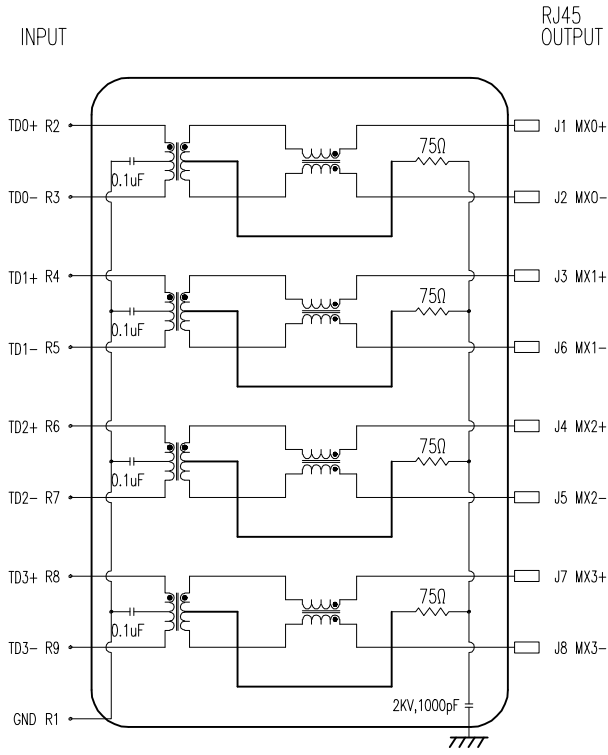 RJ45
INPUT OUTPUT
TD0+ R2 75Ω J1 MX0+
0.1uF
TD0- R3 J2 MX0-
TD1+ R4 75Ω J3 MX1+
0.1uF
TD1- R5 J6 MX1-
TD2+ R6 75Ω J4 MX2+
0.1uF
TD2- R7 J5 MX2-
TD3+ R8 75Ω J7 MX3+
0.1uF
TD3- R9 J8 MX3-
2KV,1000pF
GND R1